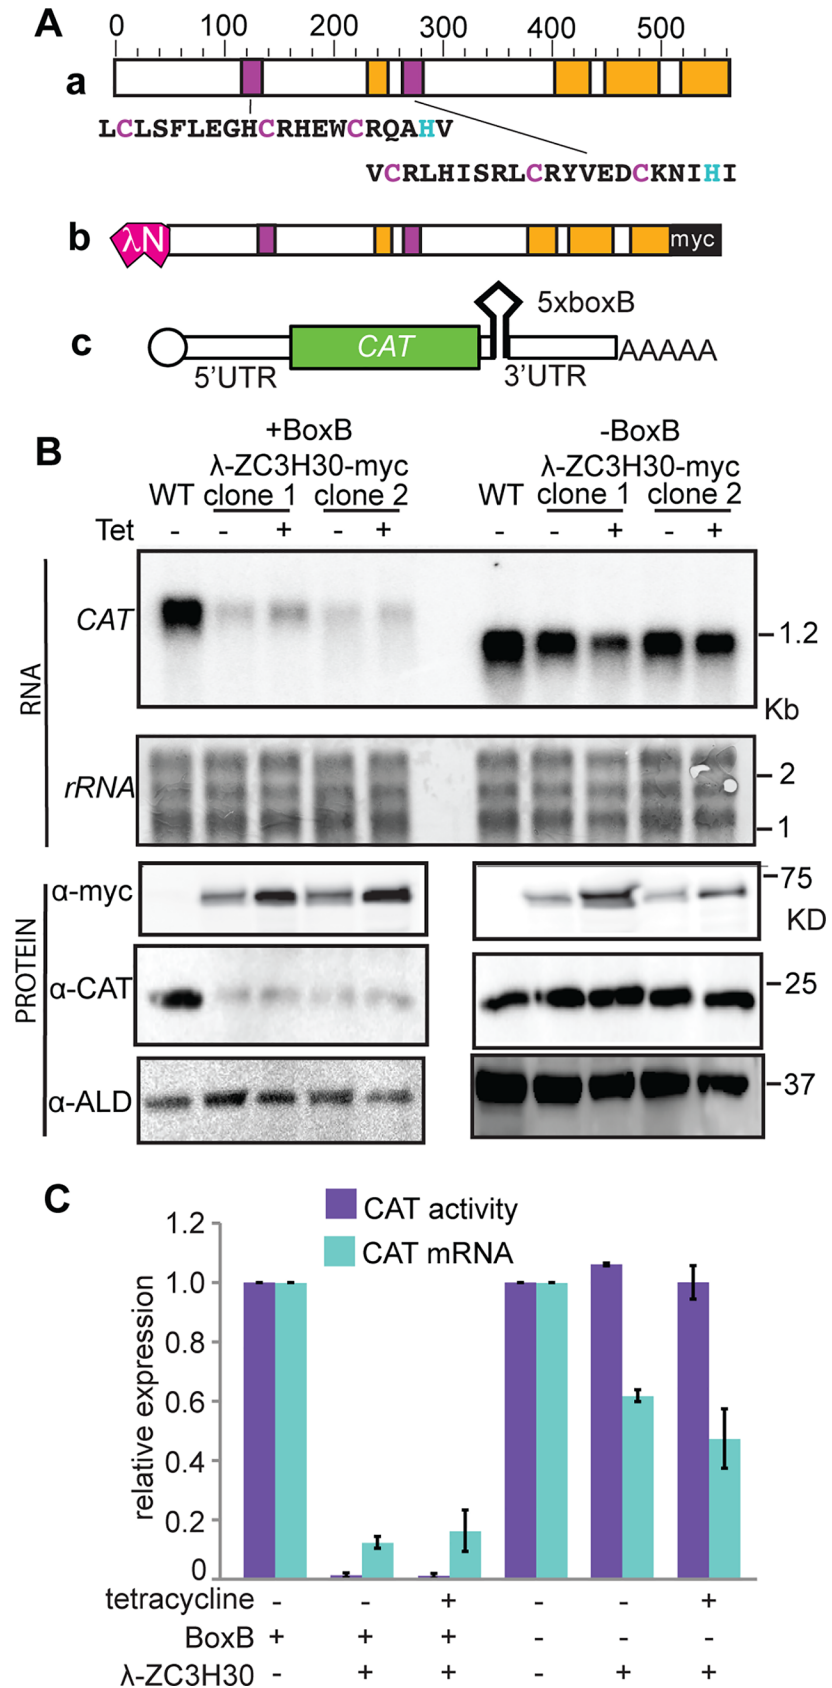 A
0 100 200 300 400 500
a
LCLSFLEGHCRHEWCRQAHV
VCRLHISRLCRYVEDCKNIHI
b λN myc
5xboxB
c CAT AAAAA
5'UTR 3'UTR
B
+BoxB -BoxB
λ-ZC3H30-myc λ-ZC3H30-myc
WT clone 1 clone 2 WT clone 1 clone 2
Tet - - + - + - - + - +
CAT
1.2
Kb
RNA
rRNA
2
1
α-myc
75
KD
PROTEIN
α-CAT
25
α-ALD
37
C
CAT activity
CAT mRNA
relative expression
1.2
1.0
0.8
0.6
0.4
0.2
0
tetracycline - - + - - +
BoxB + + + - - -
λ-ZC3H30 - + + - + +